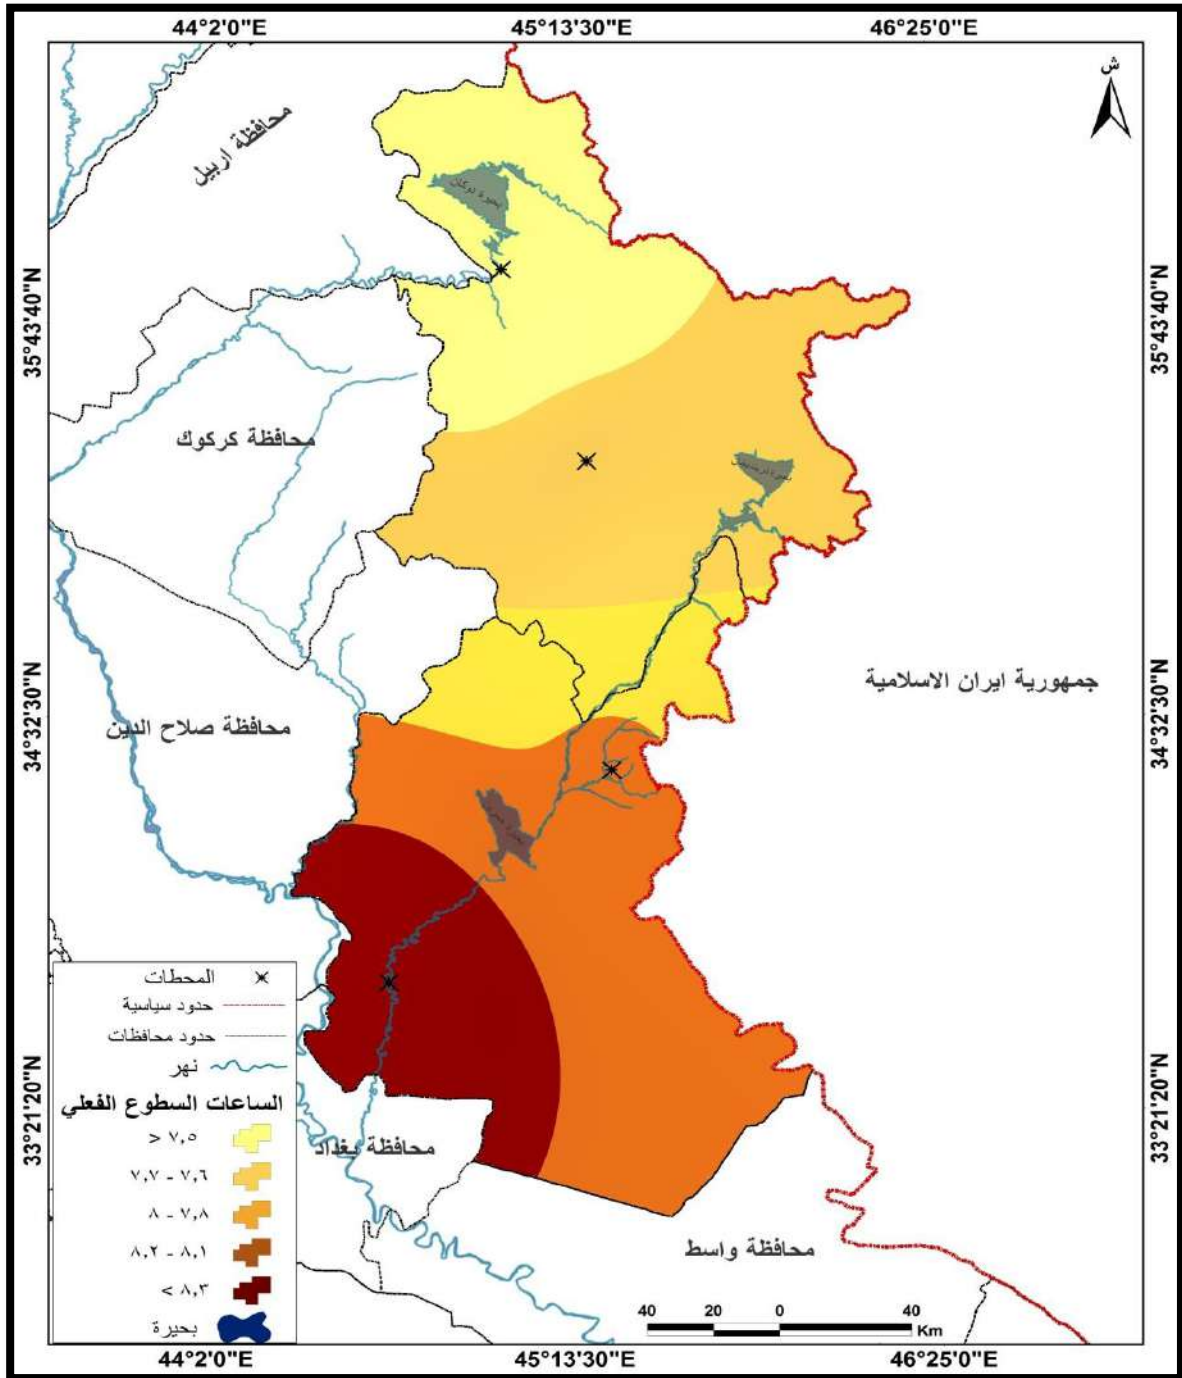 44°2'0"E 45°13'30"E 46°25'0"E
ش
محافظة اربيل
بحيرة دوكان
35°43'40"N
35°43'40"N
محافظة كركوك
جمهورية ايران الاسلامية
محافظة صلاح الدين
34°32'30"N
34°32'30"N
المحطات
حدود سياسية
حدود محافظات
نهر
الساعات السطوع الفعلي
> ٧,٥
٧,٦ - ٧,٧
٧,٨ - ٨
٨,١ - ٨,٢
< ٨,٣
بحيرة
33°21'20"N
33°21'20"N
محافظة بغداد
محافظة واسط
40 20 0 40
Km
44°2'0"E 45°13'30"E 46°25'0"E